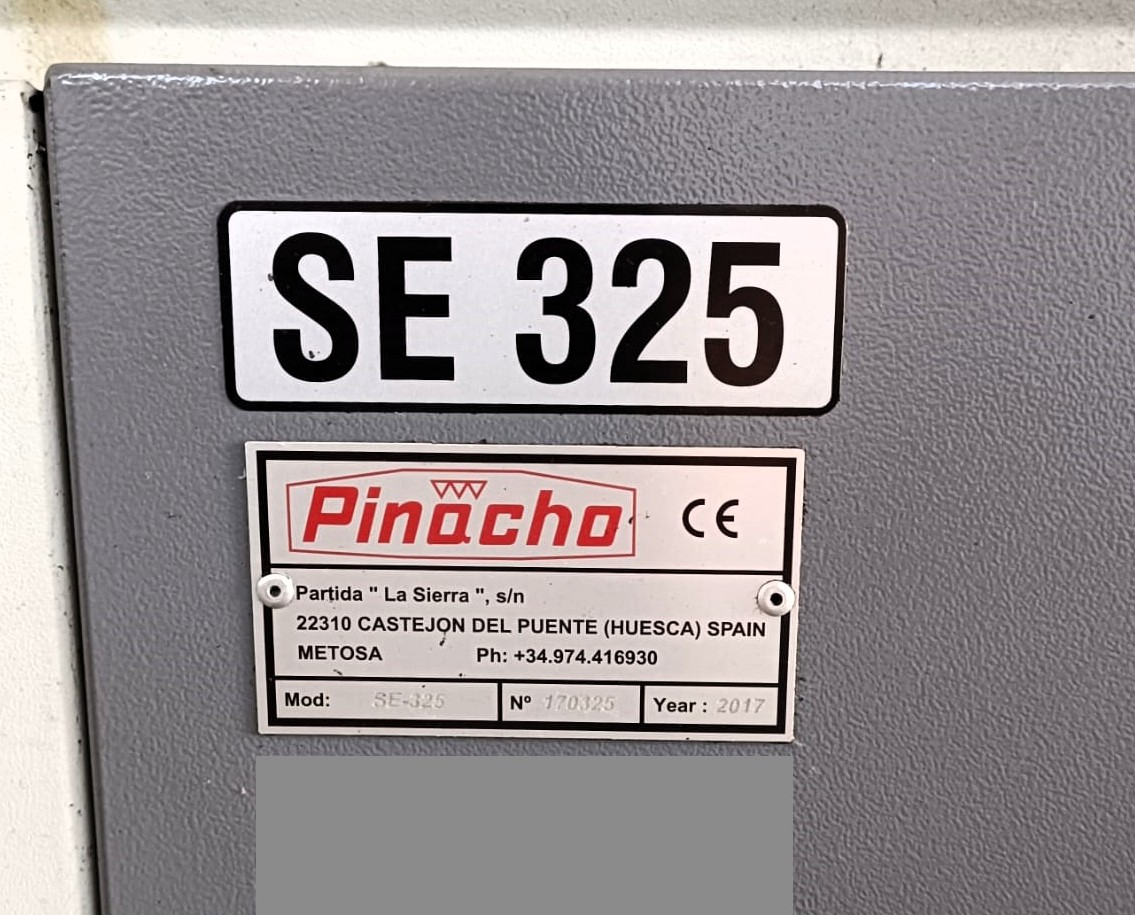 SE 325
Pinacho CE
Partida " La Sierra ", s/n
22310 CASTEJON DEL PUENTE (HUESCA) SPAIN
METOSA Ph: +34.974.416930
Mod: SE-325 Nº 170325 Year : 2017